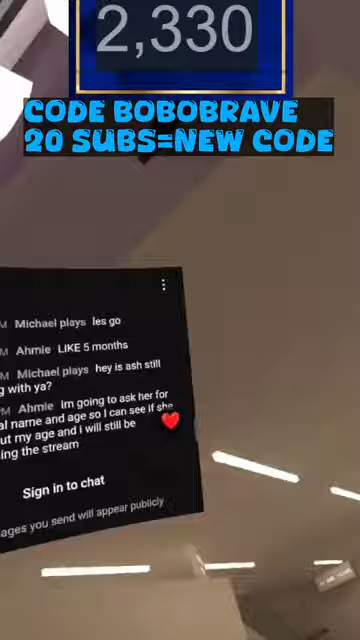 2,330
CODE BOBOBRAVE
20 SUBS=NEW CODE
M Michael plays les go
M Ahmie LIKE 5 months
M Michael plays hey is ash still
g with ya?
PM Ahmie Im going to ask her for
al name and age so I can see if she
ut my age and I will still be
ing the stream
Sign in to chat
ages you send will appear publicly